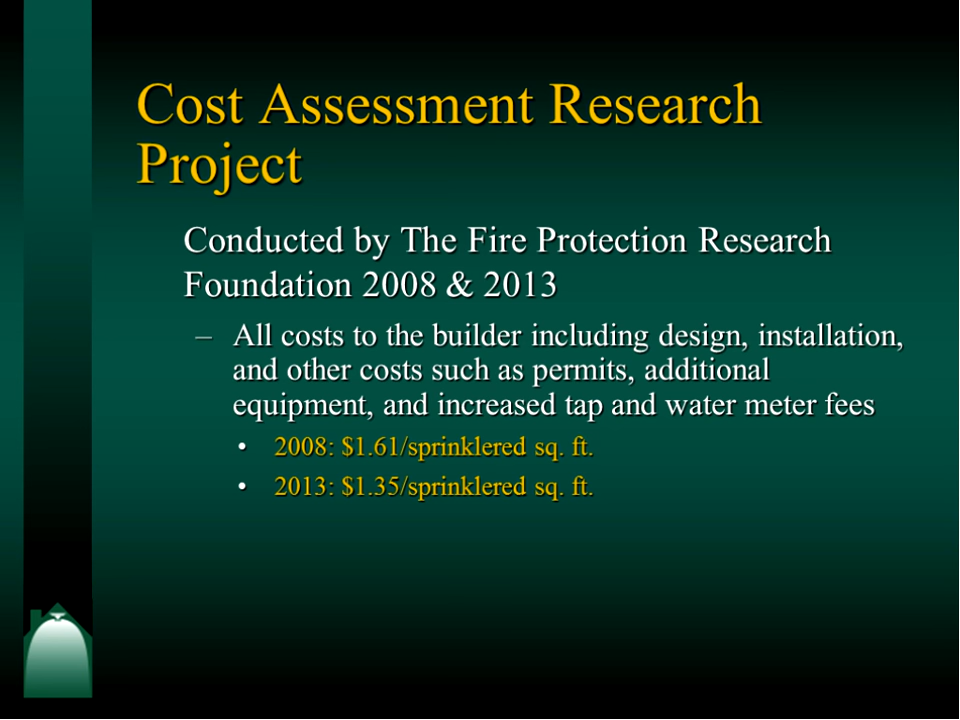 Cost Assessment Research
Project
Conducted by The Fire Protection Research
Foundation 2008 & 2013
– All costs to the builder including design, installation,
and other costs such as permits, additional
equipment, and increased tap and water meter fees
• 2008: $1.61/sprinklered sq. ft.
• 2013: $1.35/sprinklered sq. ft.